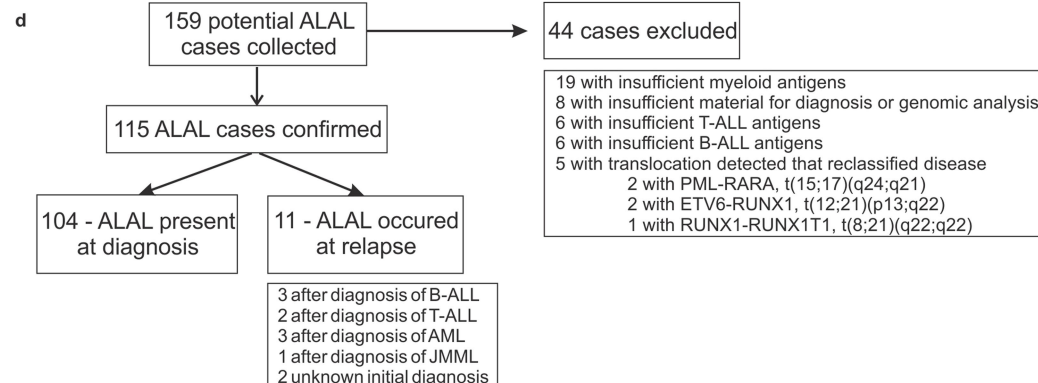 d
159 potential ALAL
cases collected
44 cases excluded
19 with insufficient myeloid antigens
8 with insufficient material for diagnosis or genomic analysis
6 with insufficient T-ALL antigens
6 with insufficient B-ALL antigens
5 with translocation detected that reclassified disease
2 with PML-RARA, t(15;17)(q24;q21)
2 with ETV6-RUNX1, t(12;21)(p13;q22)
1 with RUNX1-RUNX1T1, t(8;21)(q22;q22)
115 ALAL cases confirmed
104 - ALAL present
at diagnosis
11 - ALAL occured
at relapse
3 after diagnosis of B-ALL
2 after diagnosis of T-ALL
3 after diagnosis of AML
1 after diagnosis of JMML
2 unknown initial diagnosis